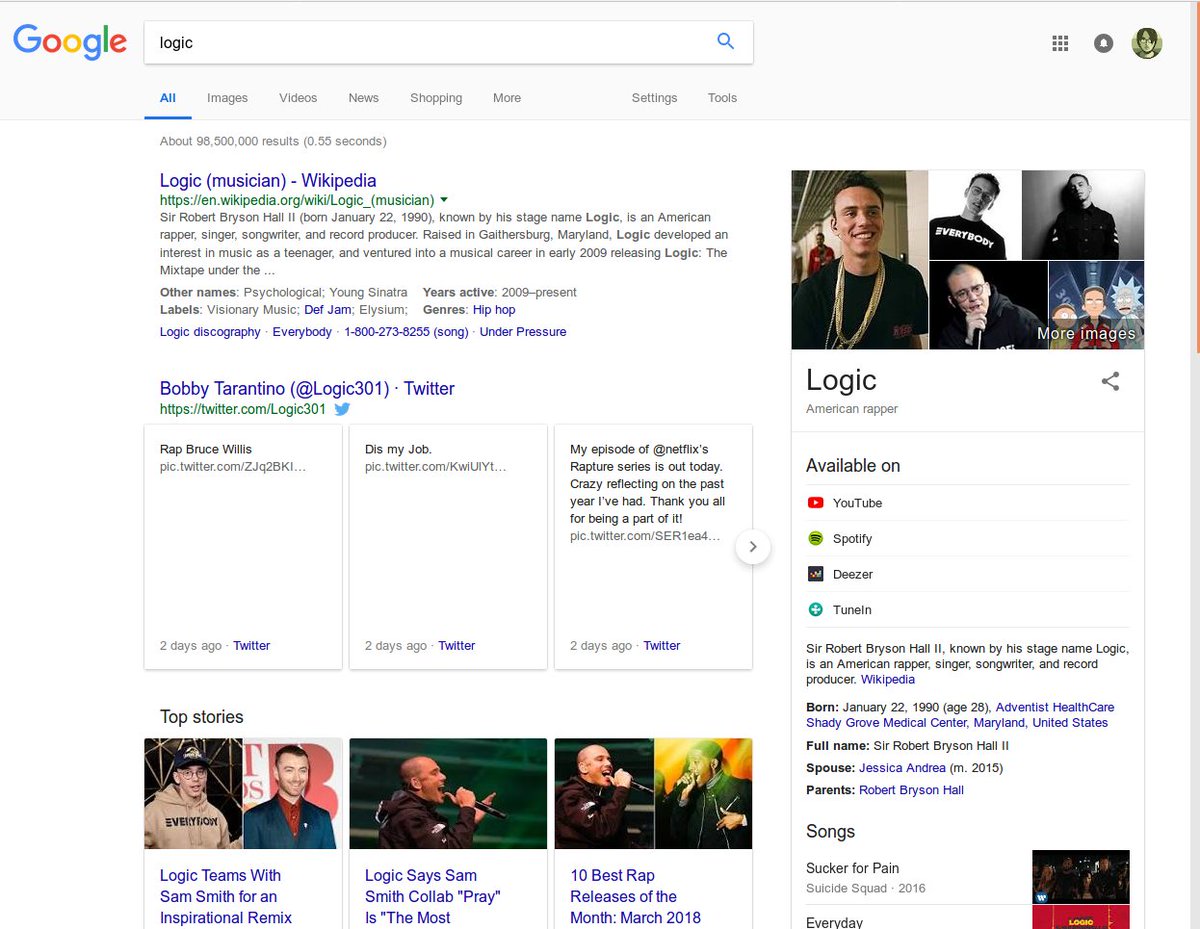 Google
logic
All Images Videos News Shopping More Settings Tools
About 98,500,000 results (0.55 seconds)
Logic (musician) - Wikipedia
https://en.wikipedia.org/wiki/Logic_(musician)
Sir Robert Bryson Hall II (born January 22, 1990), known by his stage name Logic, is an American
rapper, singer, songwriter, and record producer. Raised in Gaithersburg, Maryland, Logic developed an
interest in music as a teenager, and ventured into a musical career in early 2009 releasing Logic: The
Mixtape under the ...
Other names: Psychological; Young Sinatra Years active: 2009–present
Labels: Visionary Music; Def Jam; Elysium; Genres: Hip hop
Logic discography · Everybody · 1-800-273-8255 (song) · Under Pressure
Bobby Tarantino (@Logic301) · Twitter
https://twitter.com/Logic301
Rap Bruce Willis
pic.twitter.com/ZJq2BKI…
2 days ago · Twitter
Dis my Job.
pic.twitter.com/KwiUlYt…
2 days ago · Twitter
My episode of @netflix's
Rapture series is out today.
Crazy reflecting on the past
year I've had. Thank you all
for being a part of it!
pic.twitter.com/SER1ea4…
2 days ago · Twitter
Top stories
EVERYBODY
Logic Teams With
Sam Smith for an
Inspirational Remix
Logic Says Sam
Smith Collab "Pray"
Is "The Most
10 Best Rap
Releases of the
Month: March 2018
EVERYBODY
More images
Logic
American rapper
Available on
YouTube
Spotify
Deezer
TuneIn
Sir Robert Bryson Hall II, known by his stage name Logic,
is an American rapper, singer, songwriter, and record
producer. Wikipedia
Born: January 22, 1990 (age 28), Adventist HealthCare
Shady Grove Medical Center, Maryland, United States
Full name: Sir Robert Bryson Hall II
Spouse: Jessica Andrea (m. 2015)
Parents: Robert Bryson Hall
Songs
Sucker for Pain
Suicide Squad · 2016
Everyday
LOGIC